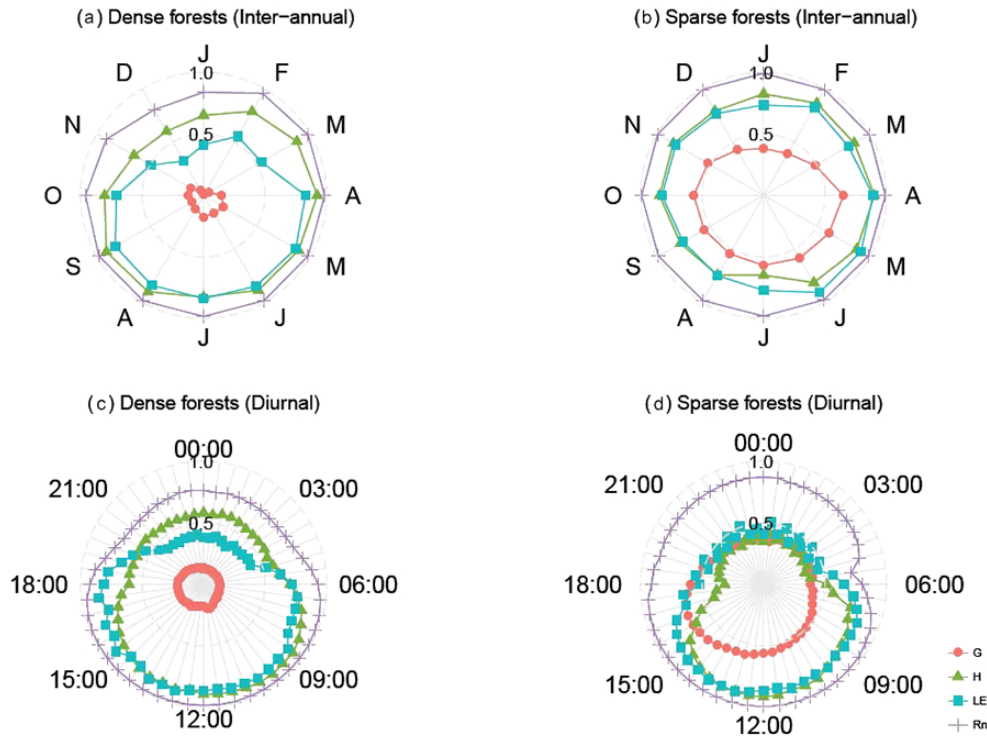 (a) Dense forests (Inter-annual)
(b) Sparse forests (Inter-annual)
J
1.0
D
F
N
M
0.5
O
A
S
M
A
J
J
J
1.0
D
F
N
M
0.5
O
A
S
M
A
J
J
(c) Dense forests (Diurnal)
(d) Sparse forests (Diurnal)
00:00
1.0
21:00
03:00
0.5
18:00
06:00
15:00
09:00
12:00
00:00
1.0
21:00
03:00
0.5
18:00
06:00
15:00
09:00
12:00
G
H
LE
Rn